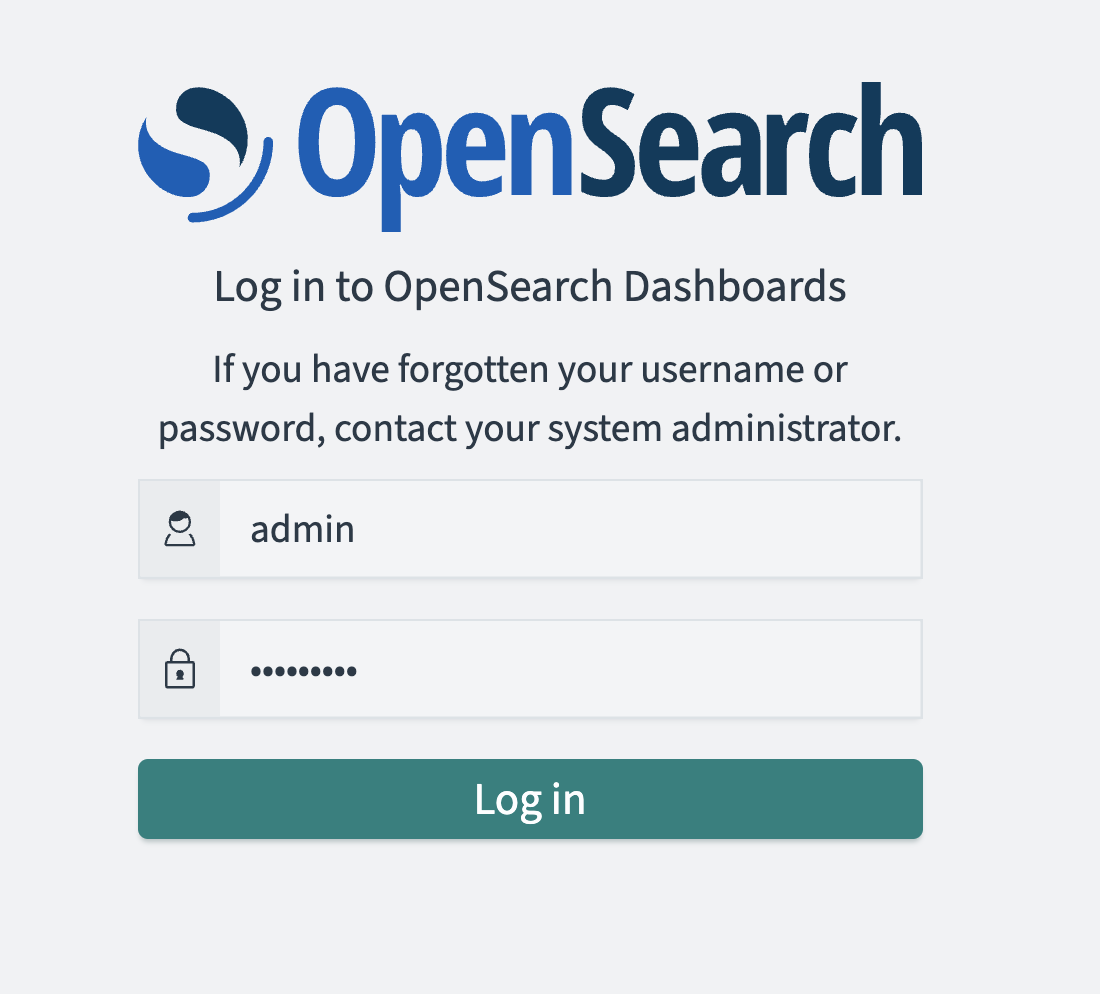 OpenSearch
Log in to OpenSearch Dashboards
If you have forgotten your username or
password, contact your system administrator.
admin
•••••••••
Log in